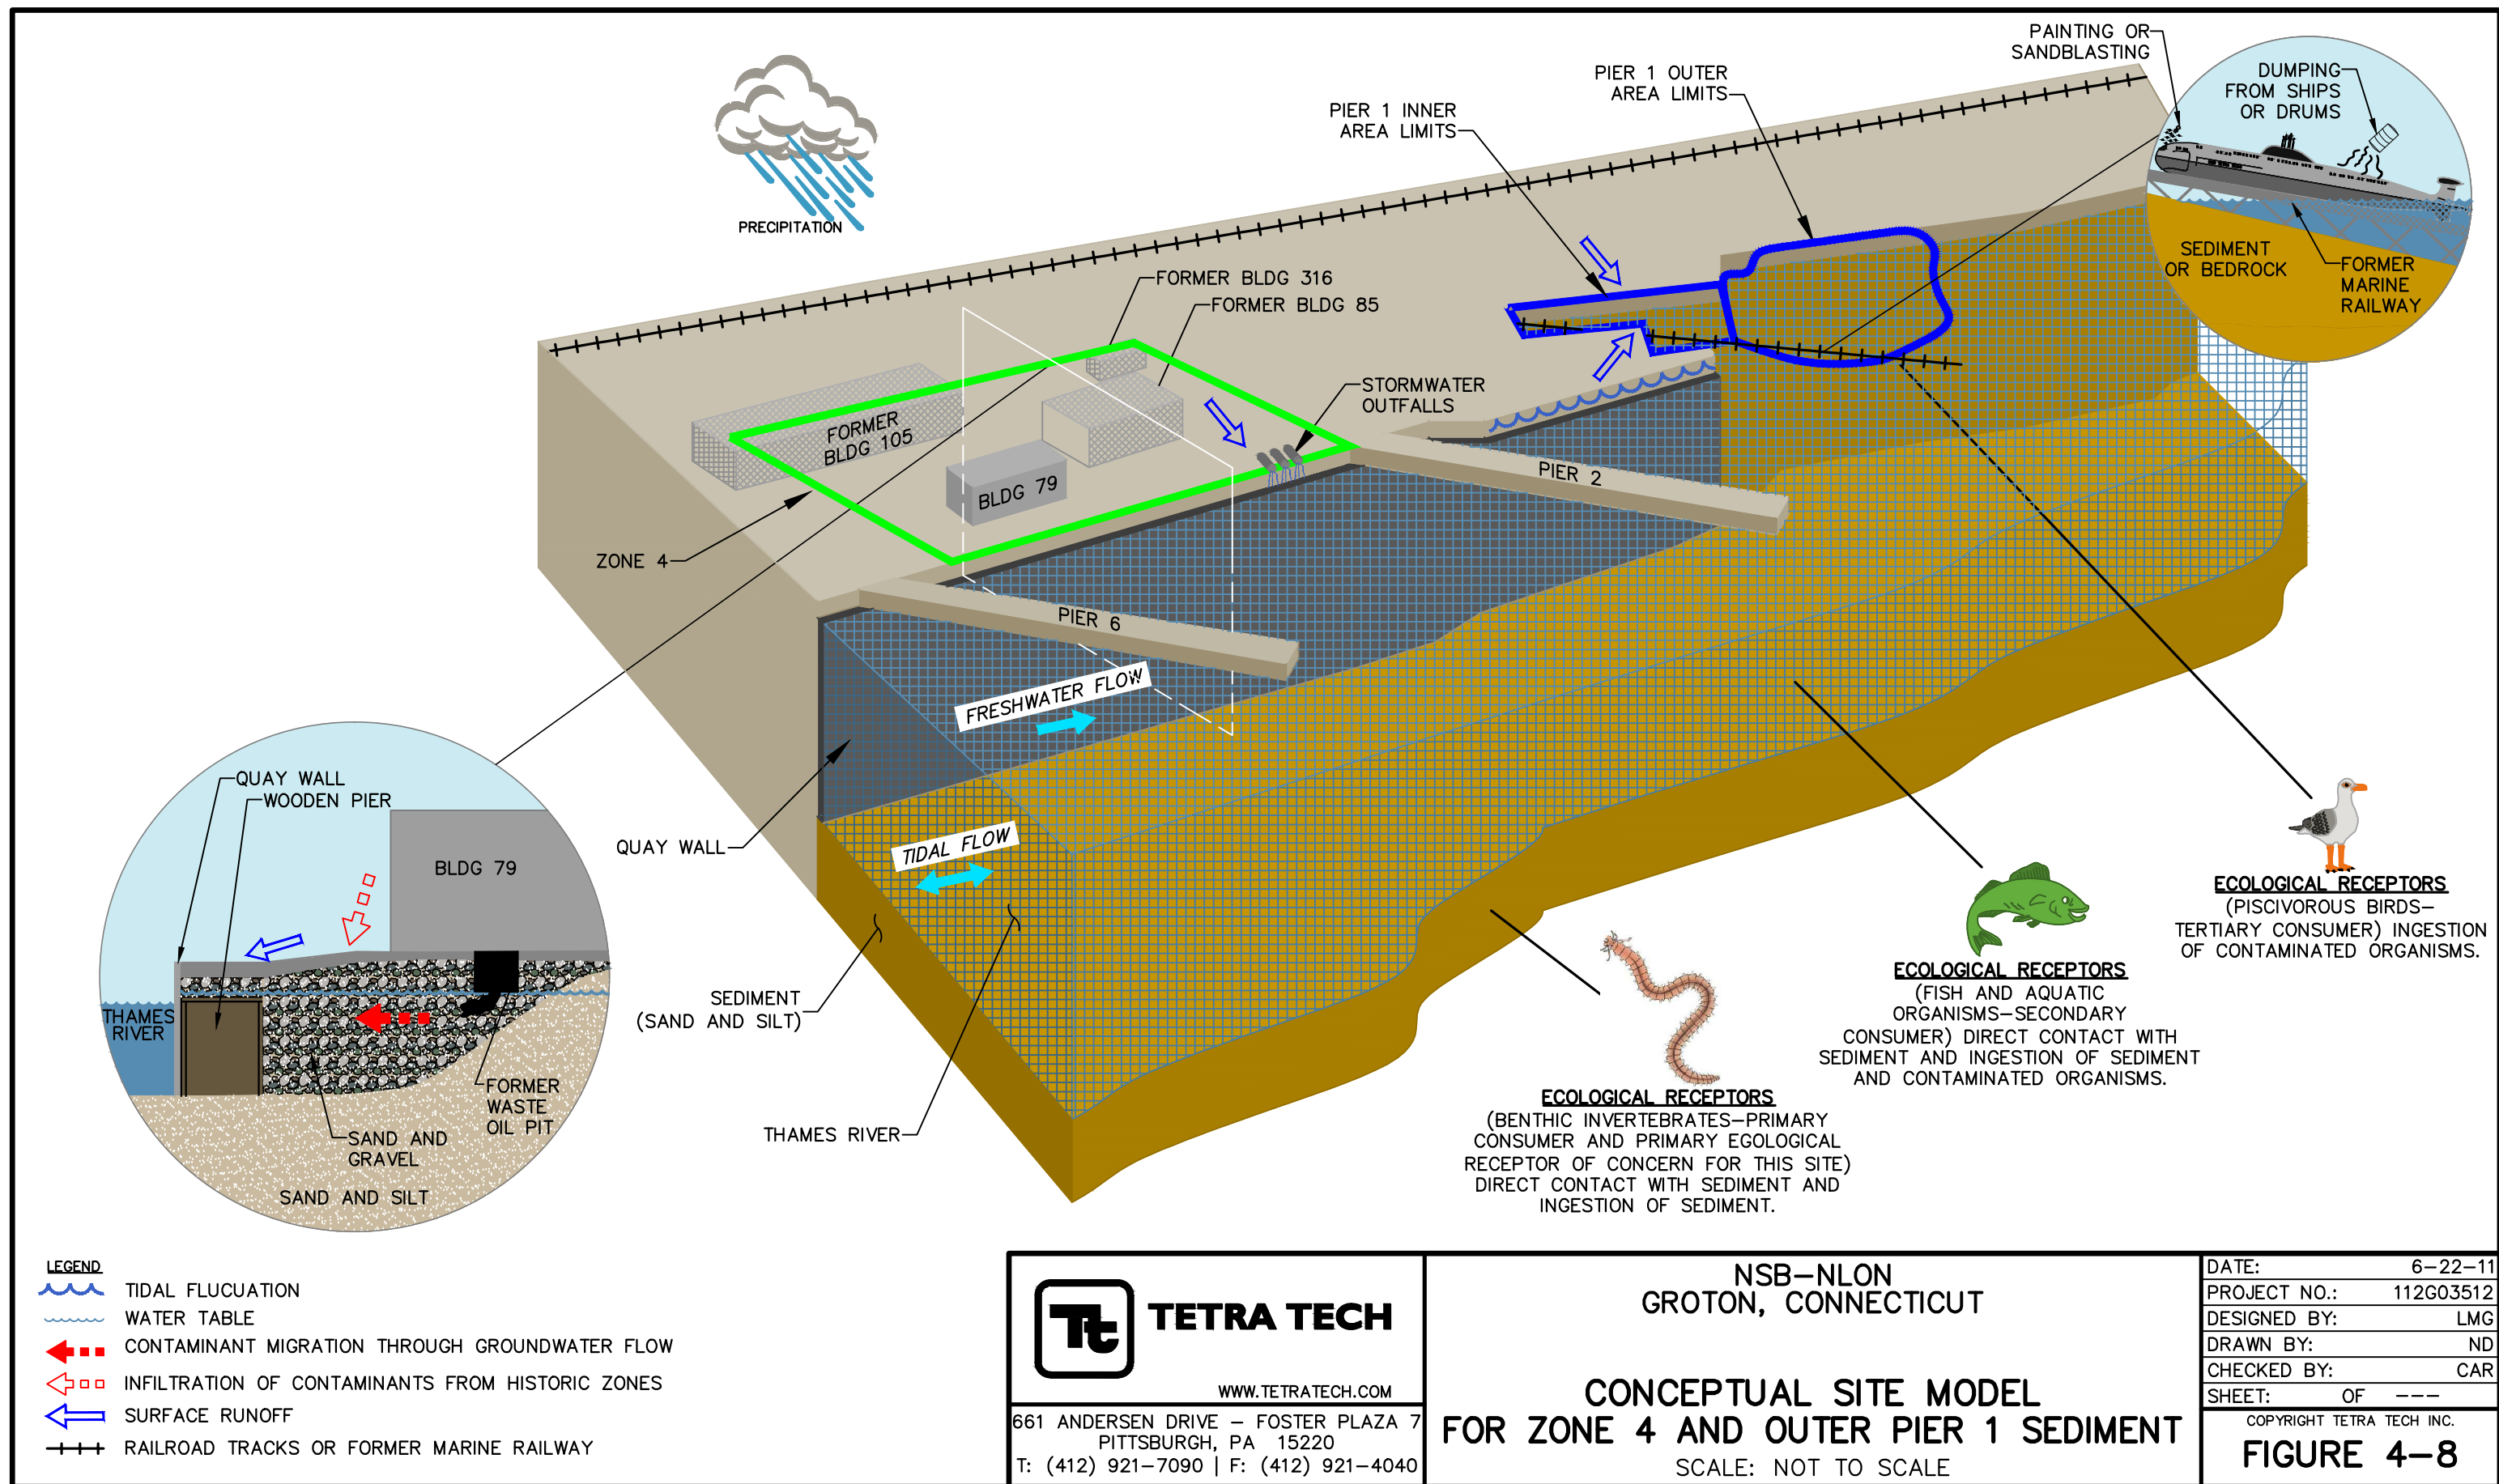 PRECIPITATION
PIER 1 INNER
AREA LIMITS
PIER 1 OUTER
AREA LIMITS
PAINTING OR
SANDBLASTING
DUMPING
FROM SHIPS
OR DRUMS
SEDIMENT
OR BEDROCK
FORMER
MARINE
RAILWAY
FORMER BLDG 316
FORMER BLDG 85
STORMWATER
OUTFALLS
FORMER
BLDG 105
BLDG 79
ZONE 4
PIER 2
PIER 6
FRESHWATER FLOW
TIDAL FLOW
QUAY WALL
SEDIMENT
(SAND AND SILT)
THAMES RIVER
QUAY WALL
WOODEN PIER
BLDG 79
THAMES
RIVER
FORMER
WASTE
OIL PIT
SAND AND
GRAVEL
SAND AND SILT
ECOLOGICAL RECEPTORS
(PISCIVOROUS BIRDS–
TERTIARY CONSUMER) INGESTION
OF CONTAMINATED ORGANISMS.
ECOLOGICAL RECEPTORS
(FISH AND AQUATIC
ORGANISMS–SECONDARY
CONSUMER) DIRECT CONTACT WITH
SEDIMENT AND INGESTION OF SEDIMENT
AND CONTAMINATED ORGANISMS.
ECOLOGICAL RECEPTORS
(BENTHIC INVERTEBRATES–PRIMARY
CONSUMER AND PRIMARY EGOLOGICAL
RECEPTOR OF CONCERN FOR THIS SITE)
DIRECT CONTACT WITH SEDIMENT AND
INGESTION OF SEDIMENT.
LEGEND
TIDAL FLUCUATION
WATER TABLE
CONTAMINANT MIGRATION THROUGH GROUNDWATER FLOW
INFILTRATION OF CONTAMINANTS FROM HISTORIC ZONES
SURFACE RUNOFF
RAILROAD TRACKS OR FORMER MARINE RAILWAY
Tt TETRA TECH
WWW.TETRATECH.COM
661 ANDERSEN DRIVE – FOSTER PLAZA 7
PITTSBURGH, PA 15220
T: (412) 921–7090 | F: (412) 921–4040
NSB–NLON
GROTON, CONNECTICUT
CONCEPTUAL SITE MODEL
FOR ZONE 4 AND OUTER PIER 1 SEDIMENT
SCALE: NOT TO SCALE
DATE: 6–22–11
PROJECT NO.: 112G03512
DESIGNED BY: LMG
DRAWN BY: ND
CHECKED BY: CAR
SHEET: OF –––
COPYRIGHT TETRA TECH INC.
FIGURE 4–8